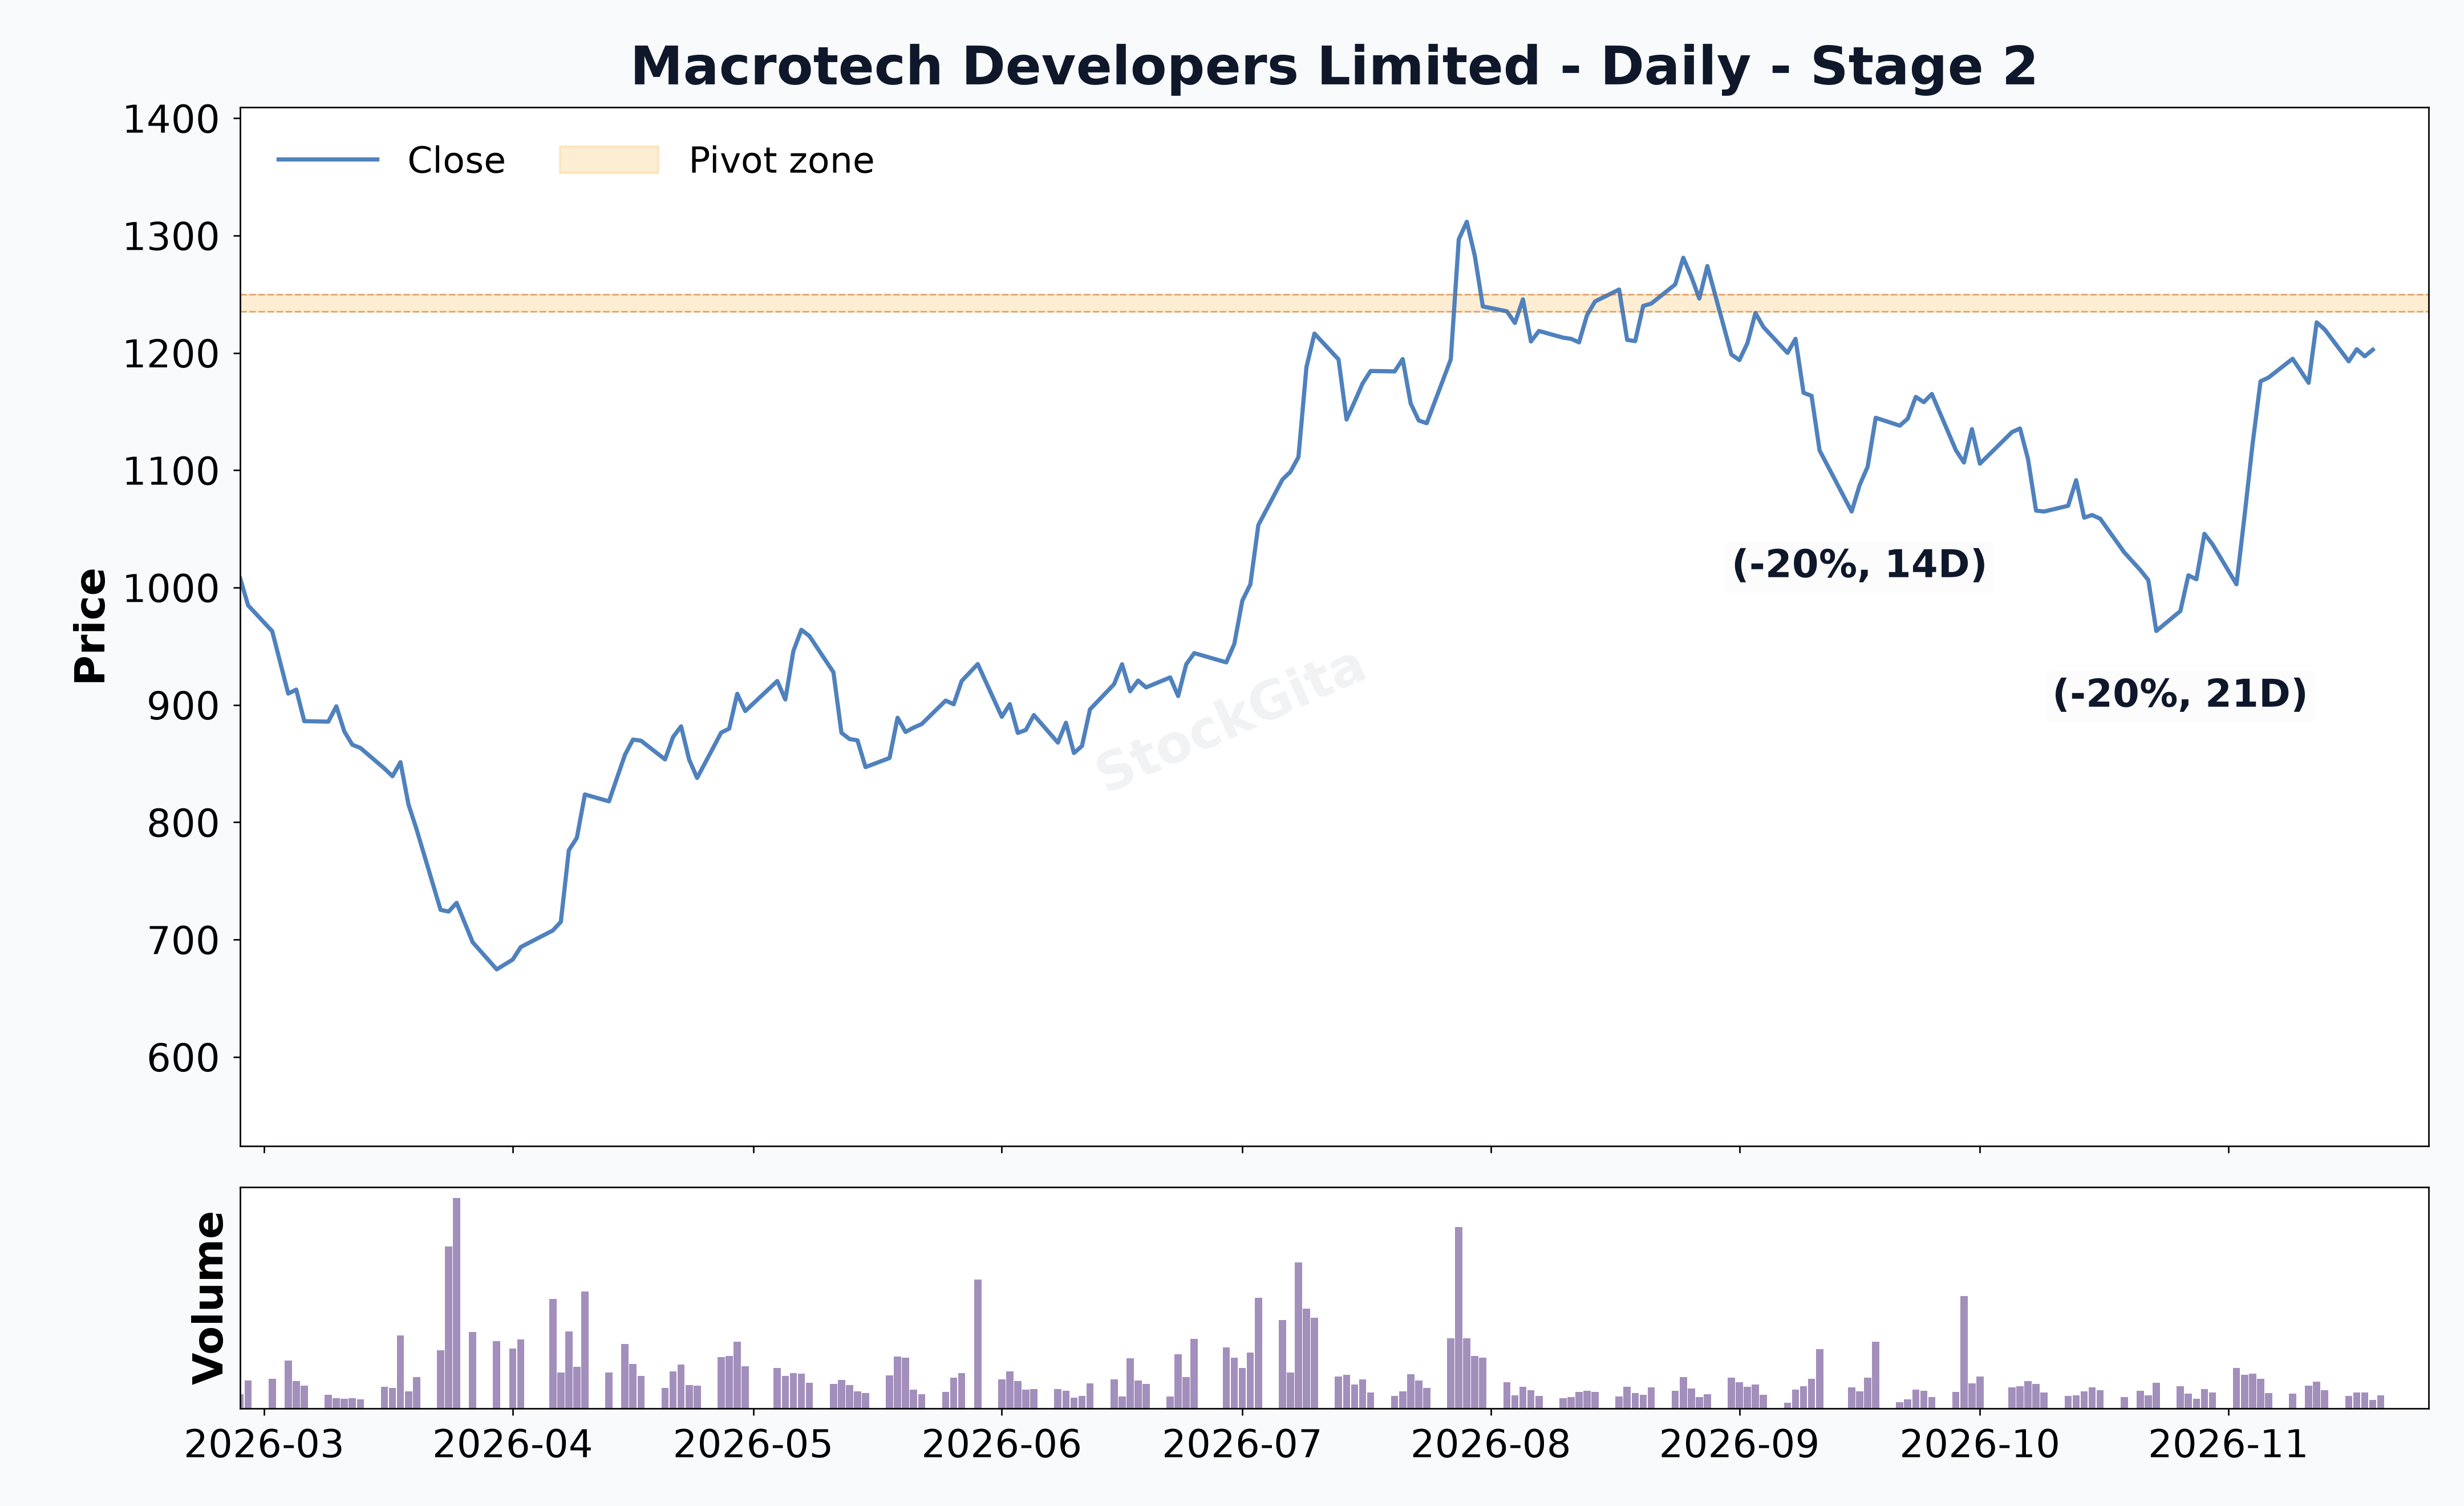 Macrotech Developers Limited - Daily - Stage 2
Close
Pivot zone
1400
1300
1200
1100
1000
900
800
700
600
Price
(-20%, 14D)
(-20%, 21D)
StockGita
Volume
2026-03
2026-04
2026-05
2026-06
2026-07
2026-08
2026-09
2026-10
2026-11